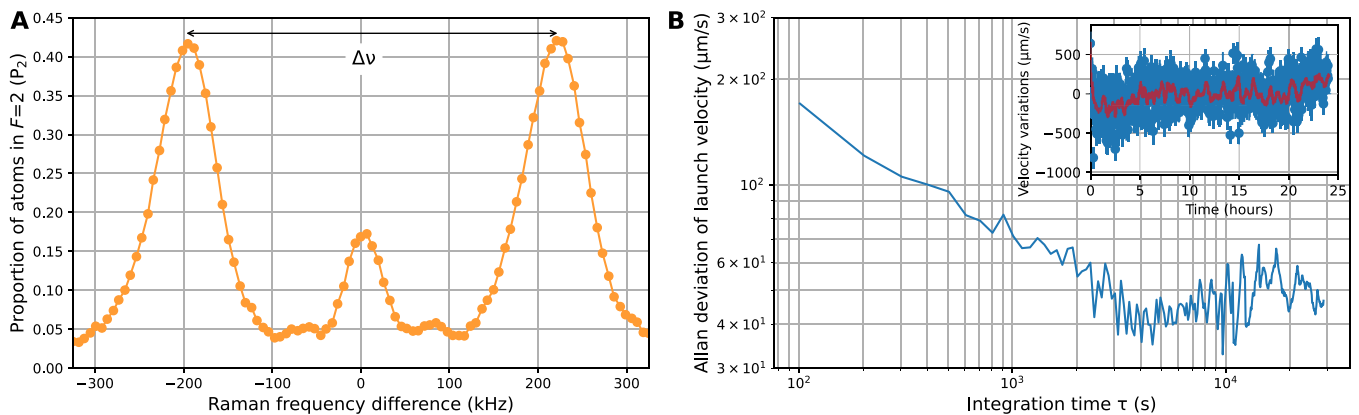 A
Proportion of atoms in F=2 (P₂)
0.45
0.40
0.35
0.30
0.25
0.20
0.15
0.10
0.05
0.00
Δν
−300
−200
−100
0
100
200
300
Raman frequency difference (kHz)
B
Allan deviation of launch velocity (μm/s)
3 × 10²
2 × 10²
10²
6 × 10¹
4 × 10¹
3 × 10¹
10²
10³
10⁴
Integration time τ (s)
Velocity variations (μm/s)
500
0
−500
−1000
0
5
10
15
20
25
Time (hours)